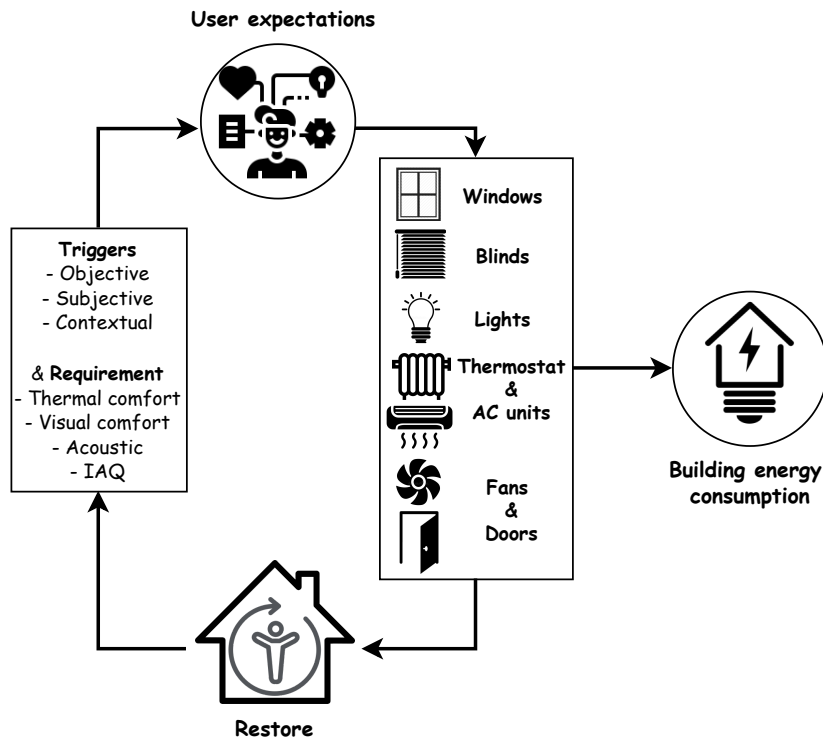 User expectations
Triggers
- Objective
- Subjective
- Contextual
& Requirement
- Thermal comfort
- Visual comfort
- Acoustic
- IAQ
Windows
Blinds
Lights
Thermostat
&
AC units
Fans
&
Doors
Building energy
consumption
Restore